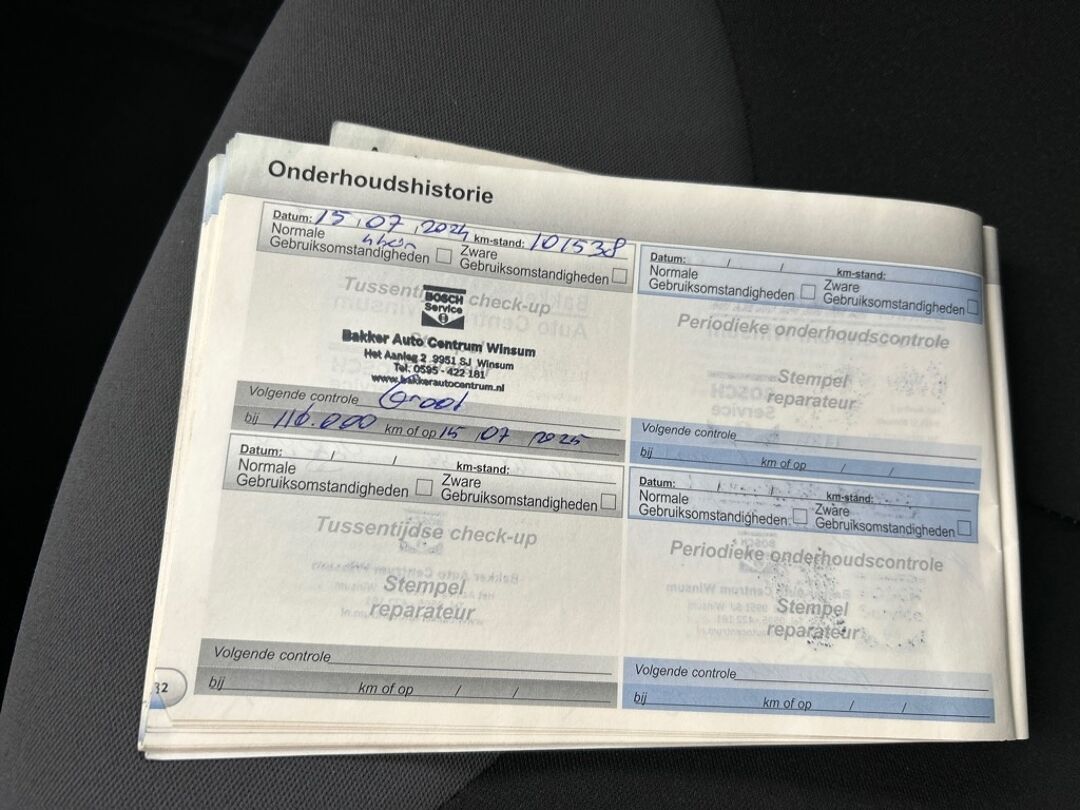 Onderhoudshistorie
Datum: 15 / 07 / 2024 km-stand: 101538
Normale
Gebruiksomstandigheden
Zware
Gebruiksomstandigheden
Tussentijdse check-up
BOSCH
Service
Bakker Auto Centrum Winsum
Het Aanleg 2 9951 SJ Winsum
Tel. 0595 - 422 181
www.bakkerautocentrum.nl
Volgende controle Groot
bij 116.000 km of op 15 / 07 / 2025
Datum: / / km-stand:
Normale
Gebruiksomstandigheden
Zware
Gebruiksomstandigheden
Periodieke onderhoudscontrole
Stempel
reparateur
Volgende controle
bij km of op / /
Datum: / / km-stand:
Normale
Gebruiksomstandigheden
Zware
Gebruiksomstandigheden
Tussentijdse check-up
Stempel
reparateur
Volgende controle
bij km of op / /
Datum: / / km-stand:
Normale
Gebruiksomstandigheden
Zware
Gebruiksomstandigheden
Periodieke onderhoudscontrole
Stempel
reparateur
Volgende controle
bij km of op / /
32